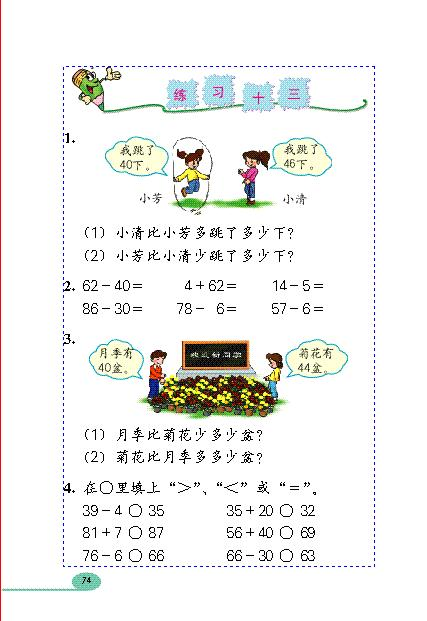 练习十三
1.
我跳了
40下。
我跳了
46下。
小芳
小清
（1）小清比小芳多跳了多少下？
（2）小芳比小清少跳了多少下？
2. 62－40＝ 4＋62＝ 14－5＝
86－30＝ 78－ 6＝ 57－6＝
3.
月季有
40盆。
欢迎新同学
菊花有
44盆。
（1）月季比菊花少多少盆？
（2）菊花比月季多多少盆？
4. 在○里填上“＞”、“＜”或“＝”。
39－4 ○ 35 35＋20 ○ 32
81＋7 ○ 87 56＋40 ○ 69
76－6 ○ 66 66－30 ○ 63
74